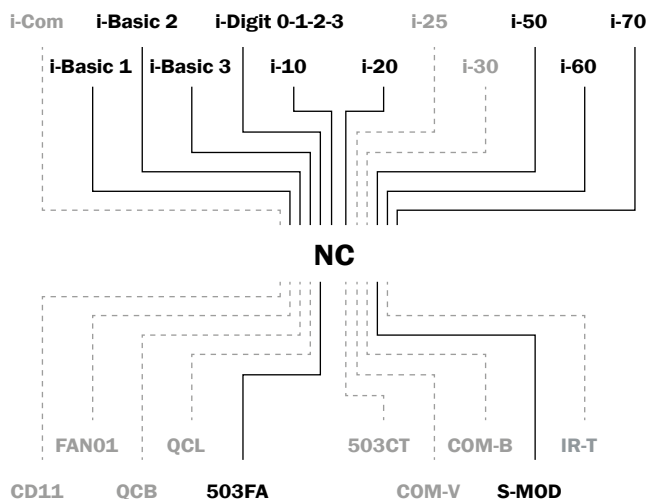 i-Com i-Basic 2 i-Digit 0-1-2-3 i-25 i-50 i-70
i-Basic 1 i-Basic 3 i-10 i-20 i-30 i-60
NC
FAN01 QCL 503CT COM-B IR-T
CD11 QCB 503FA COM-V S-MOD